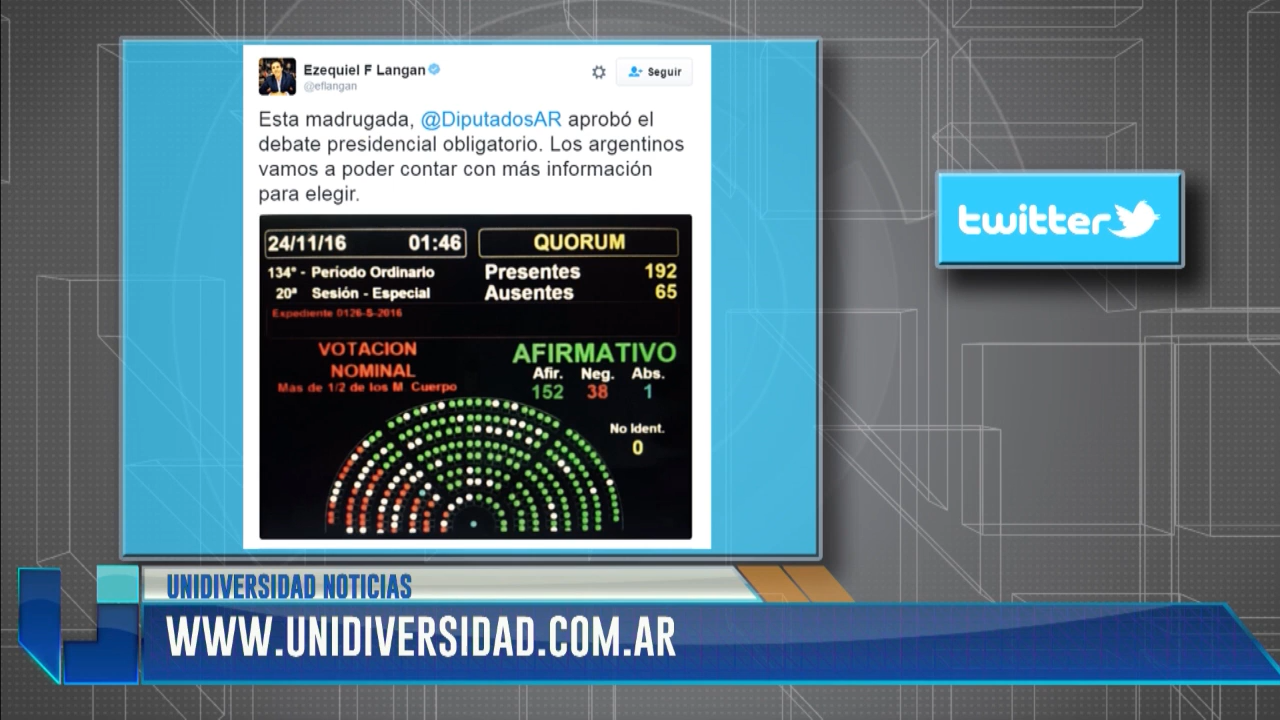 Ezequiel F Langan
@eflangan
Seguir
Esta madrugada, @DiputadosAR aprobó el
debate presidencial obligatorio. Los argentinos
vamos a poder contar con más información
para elegir.
24/11/16 01:46
QUORUM
134° - Periodo Ordinario
20ª Sesión - Especial
Presentes 192
Ausentes 65
Expediente 0126-S-2016
VOTACION
NOMINAL
Mas de 1/2 de los M Cuerpo
AFIRMATIVO
Afir. Neg. Abs.
152 38 1
No Ident.
0
twitter
UNIDIVERSIDAD NOTICIAS
WWW.UNIDIVERSIDAD.COM.AR